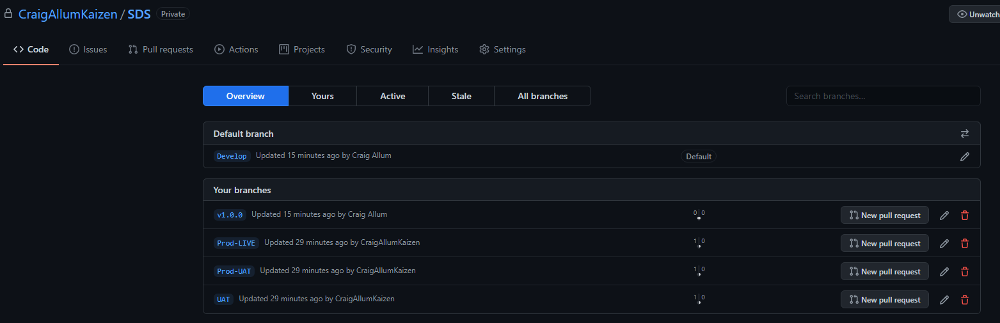 CraigAllumKaizen / SDS Private
Unwatch
Code Issues Pull requests Actions Projects Security Insights Settings
Overview Yours Active Stale All branches Search branches...
Default branch
Develop Updated 15 minutes ago by Craig Allum Default
Your branches
v1.0.0 Updated 15 minutes ago by Craig Allum 0 0 New pull request
Prod-LIVE Updated 29 minutes ago by CraigAllumKaizen 1 0 New pull request
Prod-UAT Updated 29 minutes ago by CraigAllumKaizen 1 0 New pull request
UAT Updated 29 minutes ago by CraigAllumKaizen 1 0 New pull request